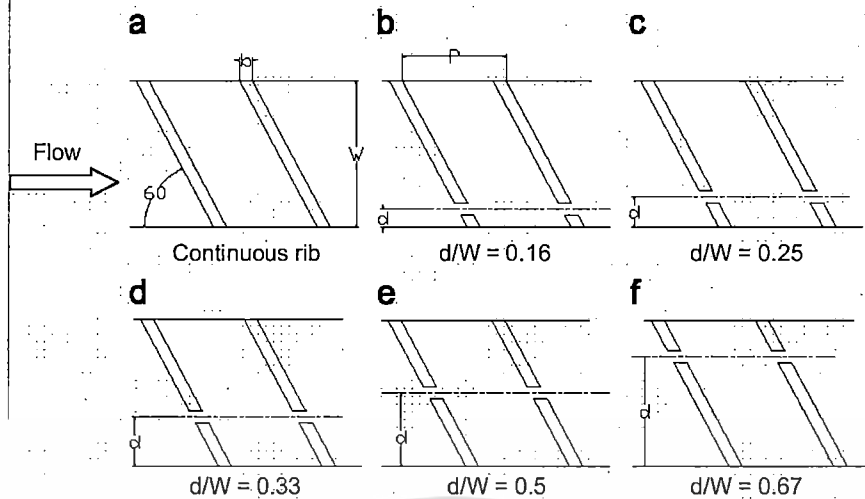 a
b
c
b
P
Flow
W
60
d
d
Continuous rib
d/W = 0.16
d/W = 0.25
d
e
f
d
d
d
d/W = 0.33
d/W = 0.5
d/W = 0.67